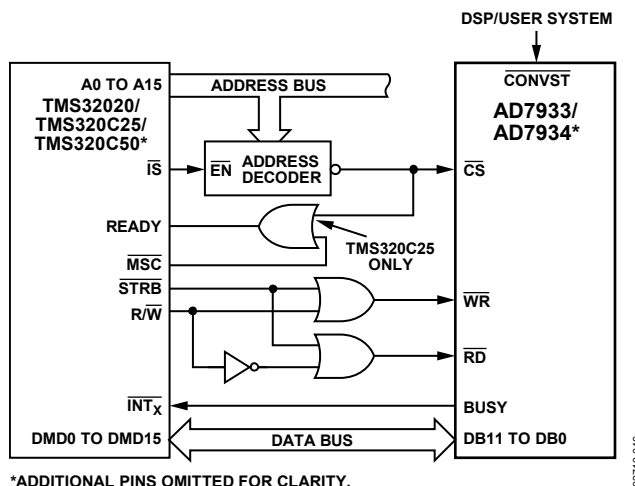 DSP/USER SYSTEM
A0 TO A15
ADDRESS BUS
CONVST
TMS32020/
TMS320C25/
TMS320C50*
AD7933/
AD7934*
IS
EN
ADDRESS
DECODER
CS
READY
TMS320C25
ONLY
MSC
STRB
R/W
WR
RD
INTX
BUSY
DMD0 TO DMD15
DATA BUS
DB11 TO DB0
*ADDITIONAL PINS OMITTED FOR CLARITY.